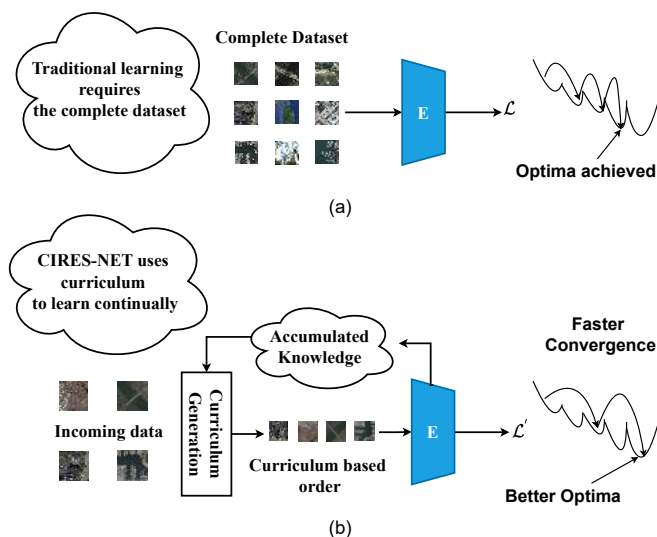 Complete Dataset
Traditional learning
requires
the complete dataset
E
ℒ
Optima achieved
(a)
CIRES-NET uses
curriculum
to learn continually
Accumulated
Knowledge
Faster
Convergence
Incoming data
Curriculum
Generation
Curriculum based
order
E
ℒ'
Better Optima
(b)